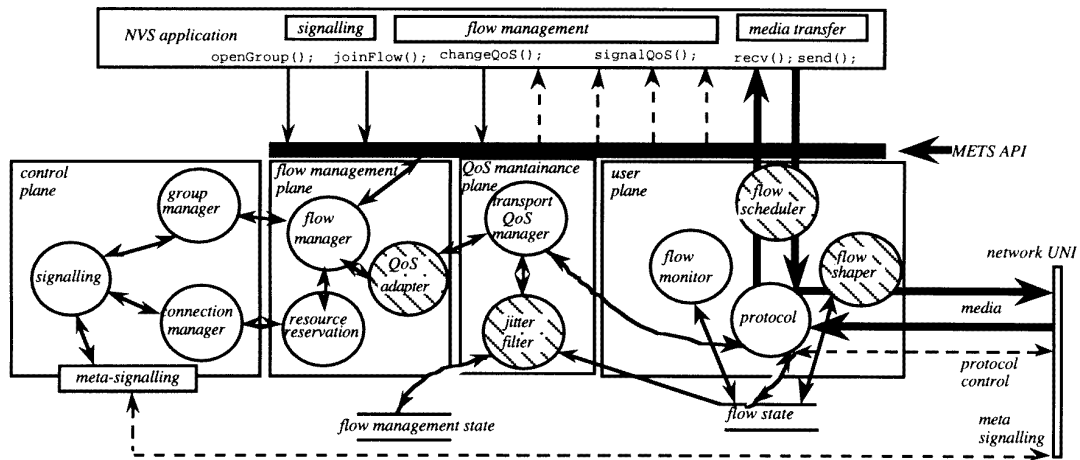 NVS application
signalling
flow management
media transfer
openGroup();
joinFlow();
changeQoS();
signalQoS();
recv(); send();
METS API
control
plane
flow management
plane
QoS mantainance
plane
user
plane
group
manager
signalling
connection
manager
meta-signalling
flow
manager
QoS
adapter
resource
reservation
transport
QoS
manager
jitter
filter
flow
scheduler
flow
monitor
flow
shaper
protocol
network UNI
media
protocol
control
meta
signalling
flow management state
flow state